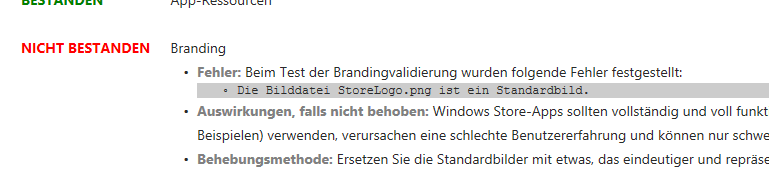 BESTANDEN App-Ressourcen
NICHT BESTANDEN Branding
• Fehler: Beim Test der Brandingvalidierung wurden folgende Fehler festgestellt:
◦ Die Bilddatei StoreLogo.png ist ein Standardbild.
• Auswirkungen, falls nicht behoben: Windows Store-Apps sollten vollständig und voll funkt
Beispielen) verwenden, verursachen eine schlechte Benutzererfahrung und können nur schwe
• Behebungsmethode: Ersetzen Sie die Standardbilder mit etwas, das eindeutiger und repräse